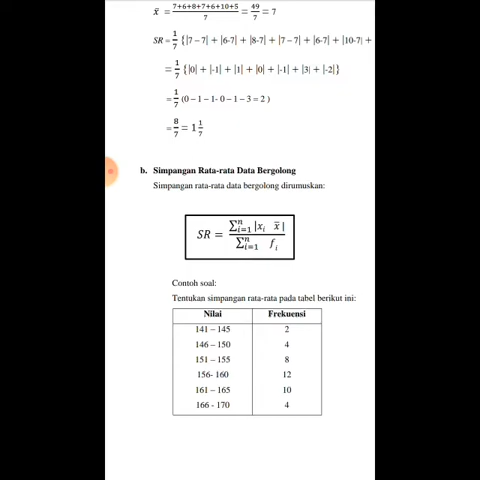 x̄ = 7+6+8+7+6+10+5 / 7 = 49/7 = 7
SR = 1/7 {|7 – 7| + |6-7| + |8-7| + |7 – 7| + |6-7| + |10-7| +
= 1/7 {|0| + |-1| + |1| + |0| + |-1| + |3| + |-2|}
= 1/7 (0 – 1 – 1- 0 – 1 – 3 = 2 )
= 8/7 = 1 1/7
b. Simpangan Rata-rata Data Bergolong
Simpangan rata-rata data bergolong dirumuskan:
SR = ∑ⁿᵢ₌₁ |xᵢ x̄ | / ∑ⁿᵢ₌₁ fᵢ
Contoh soal:
Tentukan simpangan rata-rata pada tabel berikut ini:
Nilai Frekuensi
141 – 145 2
146 – 150 4
151 – 155 8
156- 160 12
161 – 165 10
166 - 170 4